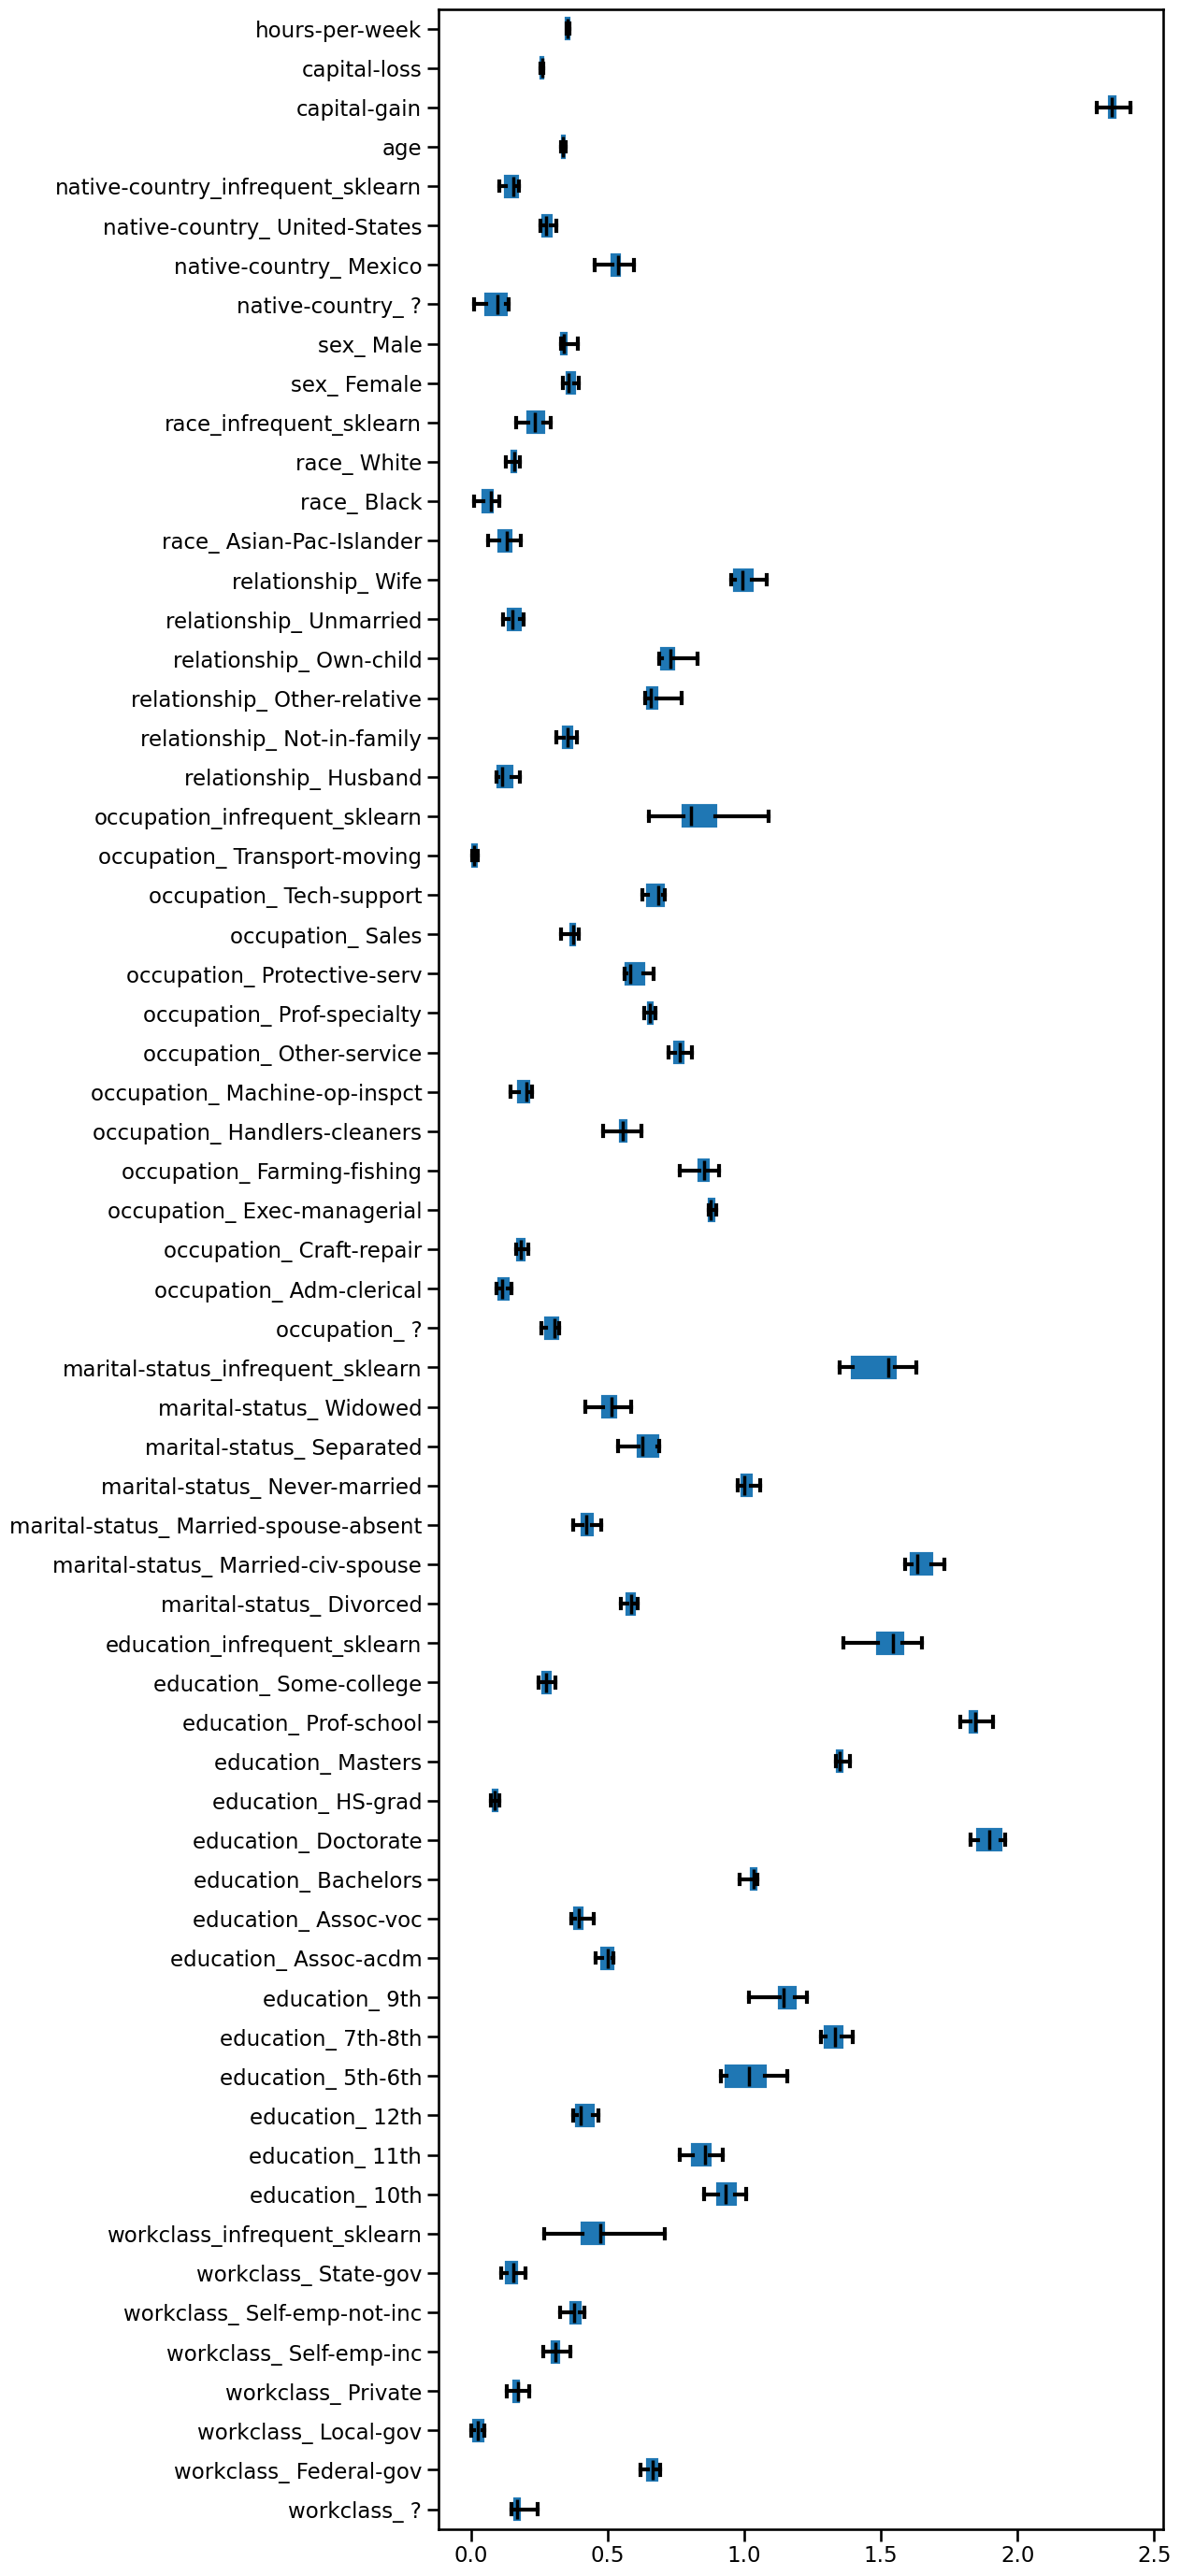 hours-per-week
capital-loss
capital-gain
age
native-country_infrequent_sklearn
native-country_ United-States
native-country_ Mexico
native-country_ ?
sex_ Male
sex_ Female
race_infrequent_sklearn
race_ White
race_ Black
race_ Asian-Pac-Islander
relationship_ Wife
relationship_ Unmarried
relationship_ Own-child
relationship_ Other-relative
relationship_ Not-in-family
relationship_ Husband
occupation_infrequent_sklearn
occupation_ Transport-moving
occupation_ Tech-support
occupation_ Sales
occupation_ Protective-serv
occupation_ Prof-specialty
occupation_ Other-service
occupation_ Machine-op-inspct
occupation_ Handlers-cleaners
occupation_ Farming-fishing
occupation_ Exec-managerial
occupation_ Craft-repair
occupation_ Adm-clerical
occupation_ ?
marital-status_infrequent_sklearn
marital-status_ Widowed
marital-status_ Separated
marital-status_ Never-married
marital-status_ Married-spouse-absent
marital-status_ Married-civ-spouse
marital-status_ Divorced
education_infrequent_sklearn
education_ Some-college
education_ Prof-school
education_ Masters
education_ HS-grad
education_ Doctorate
education_ Bachelors
education_ Assoc-voc
education_ Assoc-acdm
education_ 9th
education_ 7th-8th
education_ 5th-6th
education_ 12th
education_ 11th
education_ 10th
workclass_infrequent_sklearn
workclass_ State-gov
workclass_ Self-emp-not-inc
workclass_ Self-emp-inc
workclass_ Private
workclass_ Local-gov
workclass_ Federal-gov
workclass_ ?
0.0 0.5 1.0 1.5 2.0 2.5